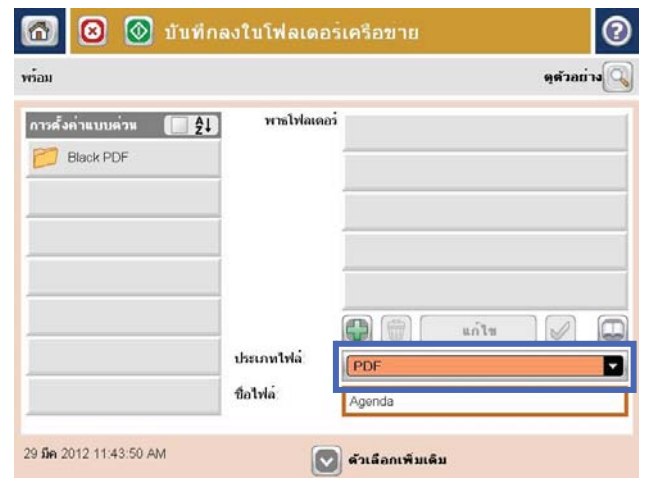 บันทึกลงในโฟลเดอร์เครือข่าย
พร้อม
ดูตัวอย่าง
การตั้งค่าแบบด่วน
พาธโฟลเดอร์
Black PDF
แก้ไข
ประเภทไฟล์:
PDF
ชื่อไฟล์:
Agenda
29 มีค 2012 11:43:50 AM
ตัวเลือกเพิ่มเติม